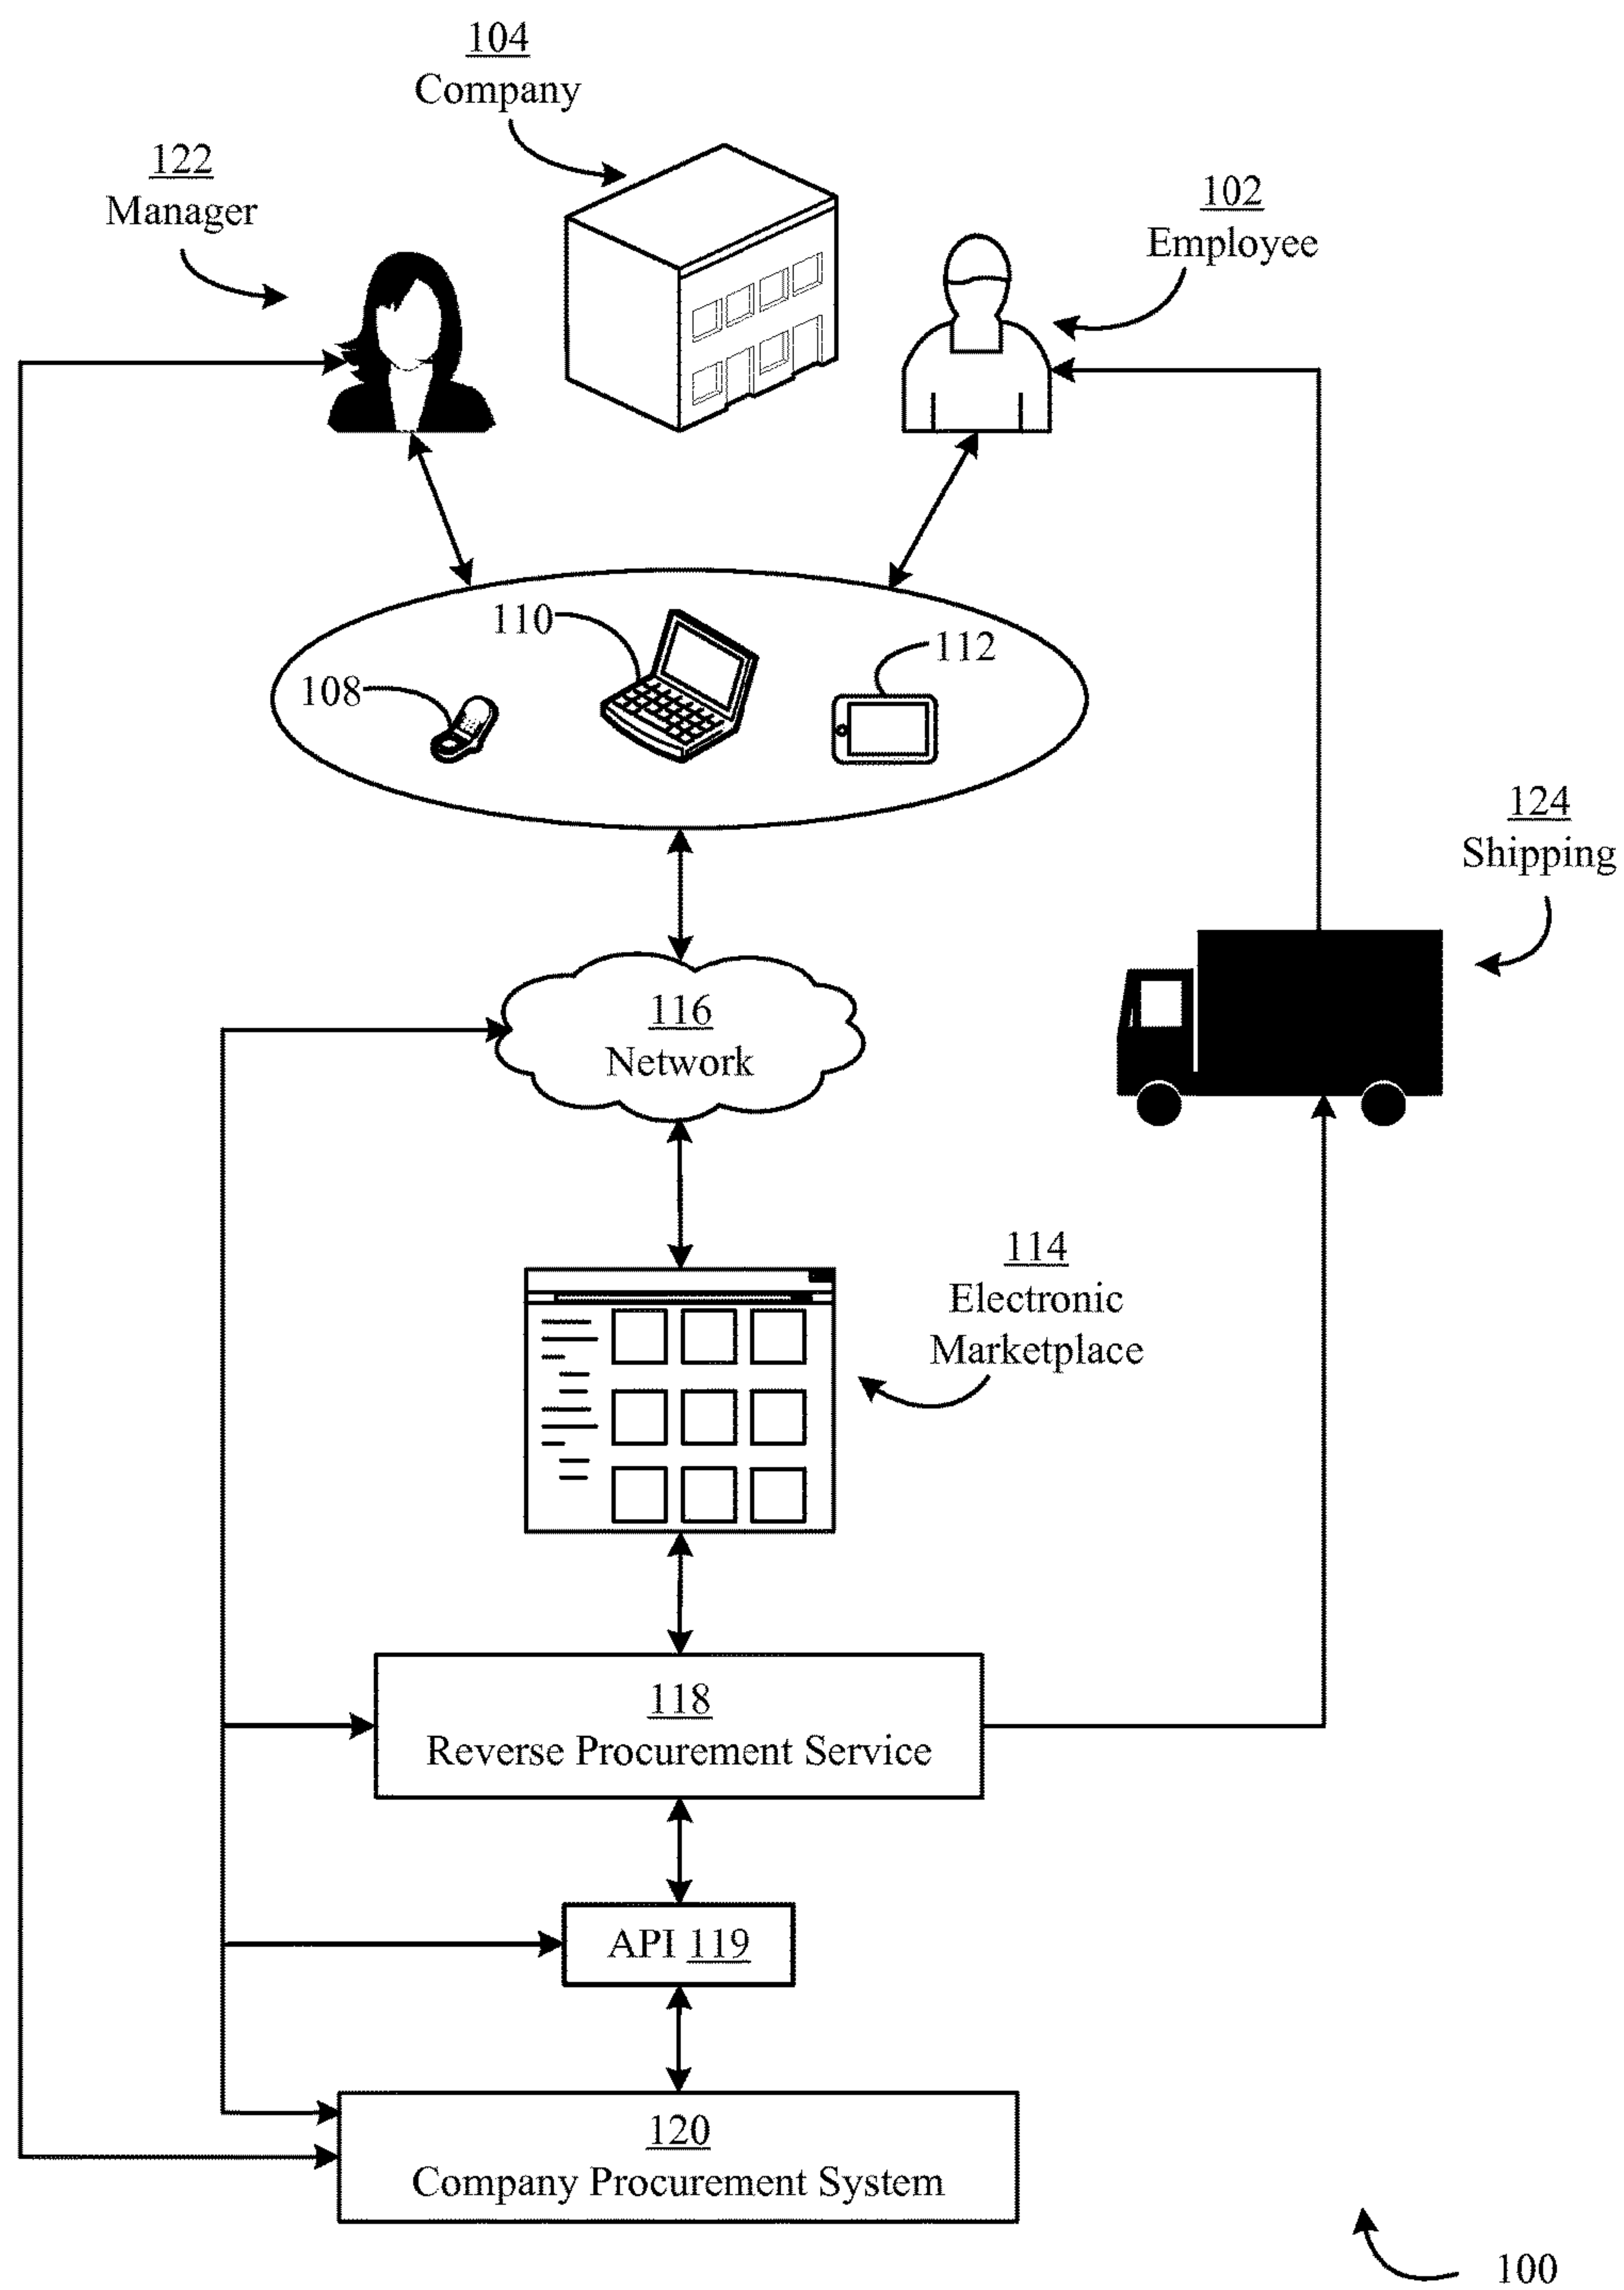 104
Company
122
Manager
102
Employee
110
112
108
124
Shipping
116
Network
114
Electronic
Marketplace
118
Reverse Procurement Service
API 119
120
Company Procurement System
100